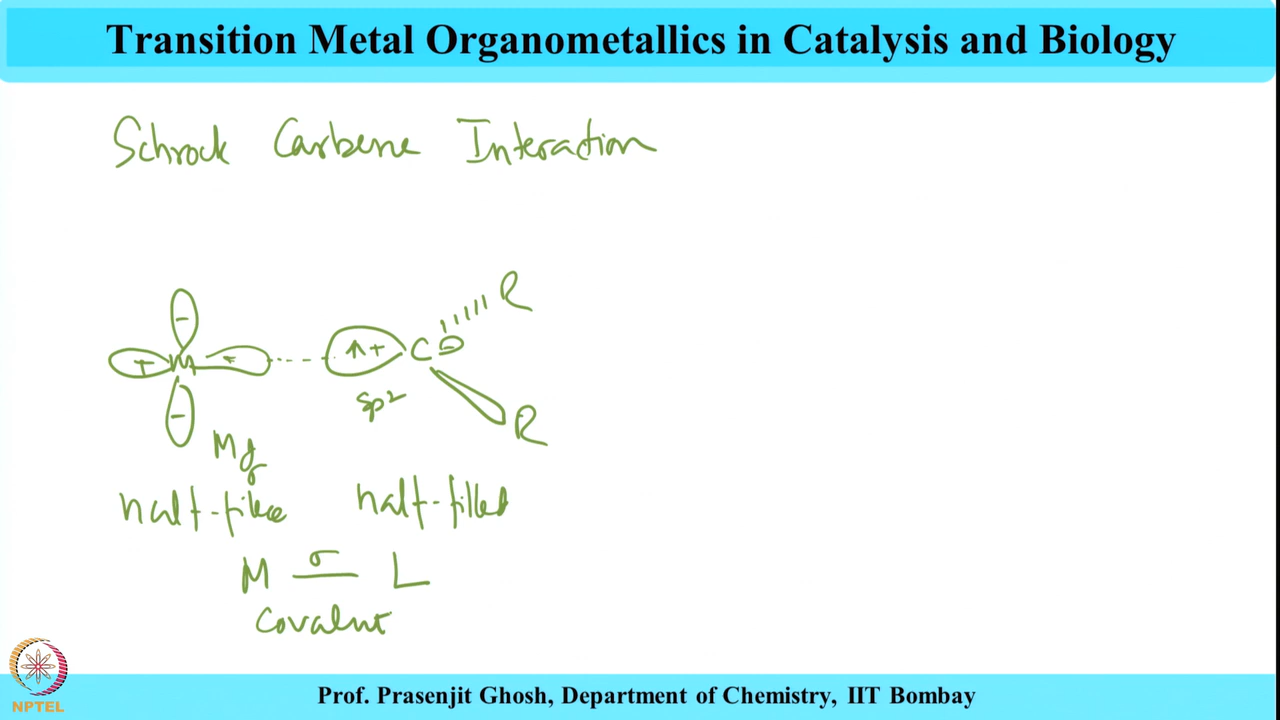 Transition Metal Organometallics in Catalysis and Biology
Schrock Carbene Interaction
R
- 
+ M + + C
sp2
R
-
M
half-filled half-filled
M σ L
covalent
NPTEL
Prof. Prasenjit Ghosh, Department of Chemistry, IIT Bombay